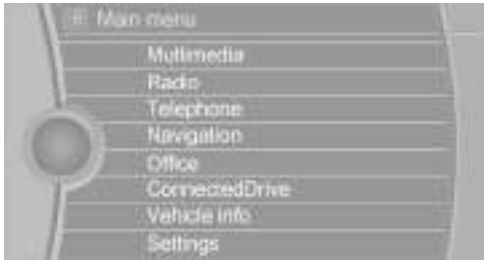 Main menu
Multimedia
Radio
Telephone
Navigation
Office
ConnectedDrive
Vehicle info
Settings